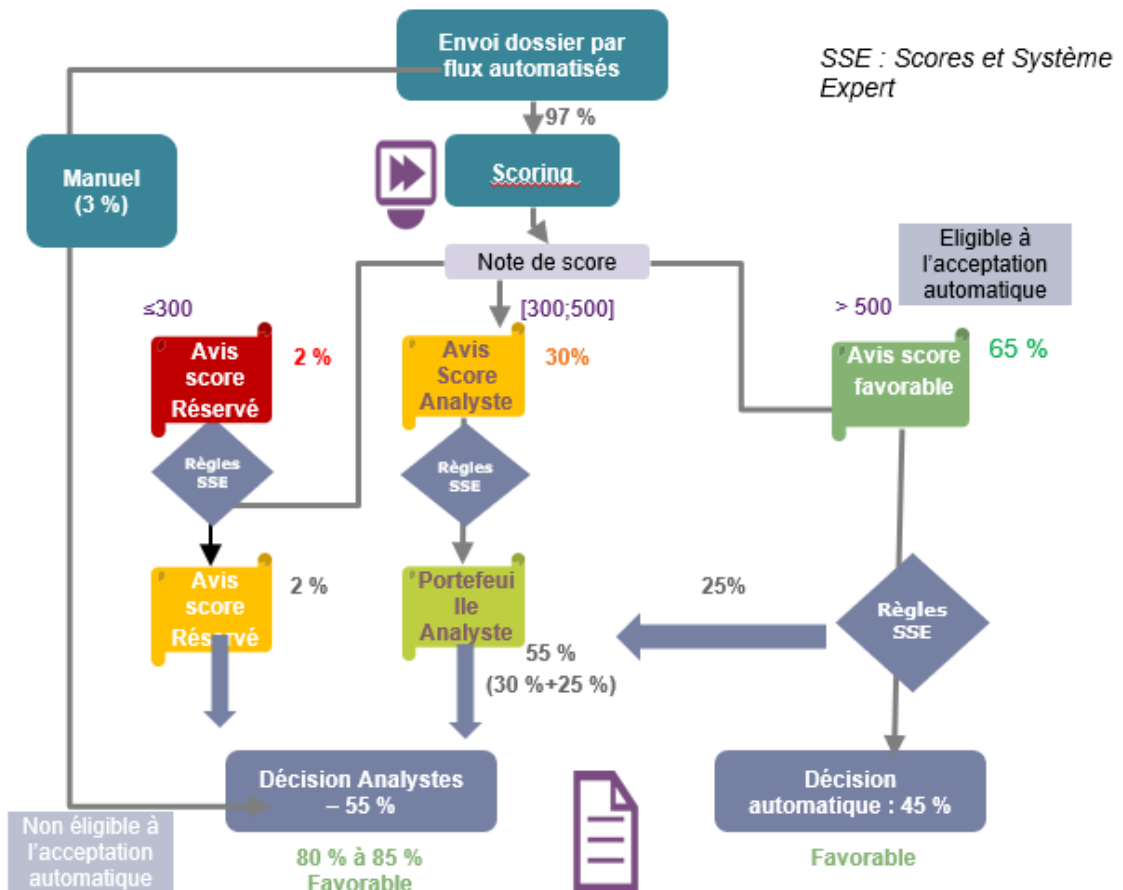 Envoi dossier par
flux automatisés
SSE : Scores et Système
Expert
97 %
Manuel
(3 %)
Scoring
Note de score
Eligible à
l'acceptation
automatique
≤300
[300;500]
> 500
Avis
score
Réservé
2 %
Avis
Score
Analyste
30%
Avis score
favorable
65 %
Règles
SSE
Règles
SSE
Avis
score
Réservé
2 %
Portefeui
lle
Analyste
25%
Règles
SSE
55 %
(30 %+25 %)
Décision Analystes
– 55 %
Décision
automatique : 45 %
Non éligible à
l'acceptation
automatique
80 % à 85 %
Favorable
Favorable